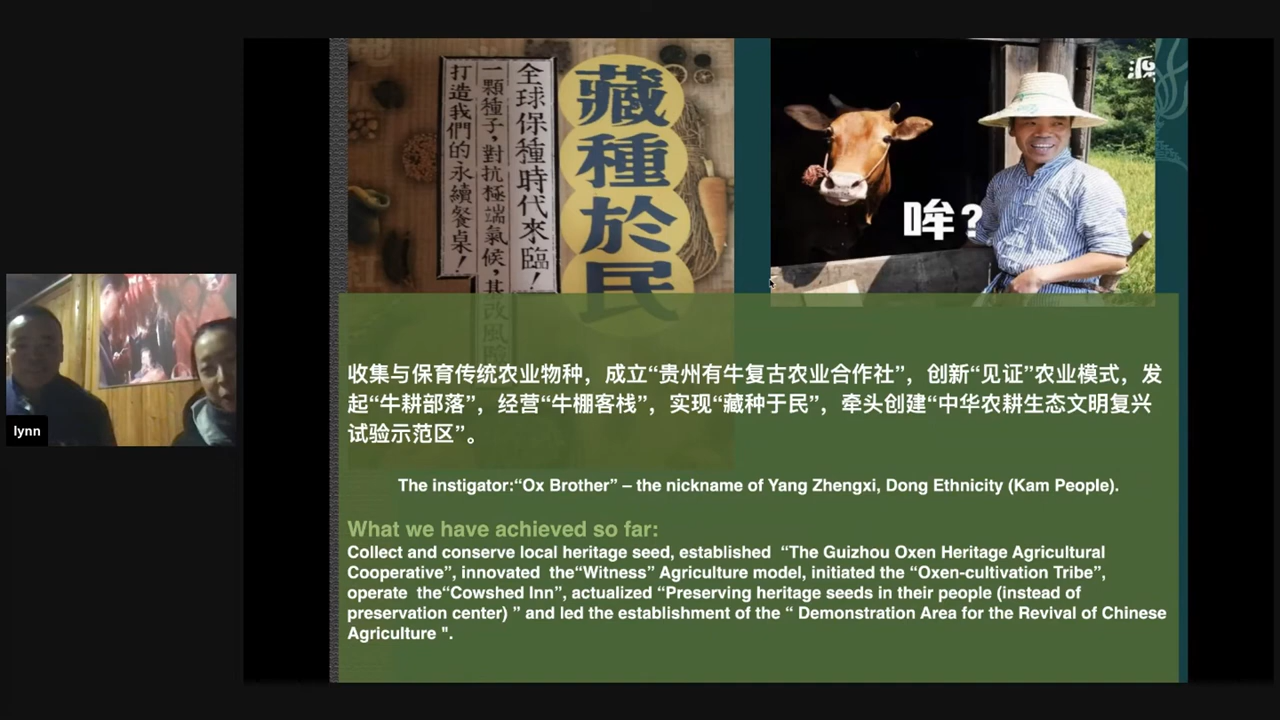 藏種於民
全球保種時代來臨！
一顆種子，對抗極端氣候，其改風險
打造我們的永續餐桌！
源
哞？
收集与保育传统农业物种，成立“贵州有牛复古农业合作社”，创新“见证”农业模式，发
起“牛耕部落”，经营“牛棚客栈”，实现“藏种于民”，牵头创建“中华农耕生态文明复兴
试验示范区”。
The instigator:“Ox Brother” – the nickname of Yang Zhengxi, Dong Ethnicity (Kam People).
What we have achieved so far:
Collect and conserve local heritage seed, established “The Guizhou Oxen Heritage Agricultural
Cooperative”, innovated the“Witness” Agriculture model, initiated the “Oxen-cultivation Tribe”,
operate the“Cowshed Inn”, actualized “Preserving heritage seeds in their people (instead of
preservation center) ” and led the establishment of the “ Demonstration Area for the Revival of Chinese
Agriculture ".
lynn